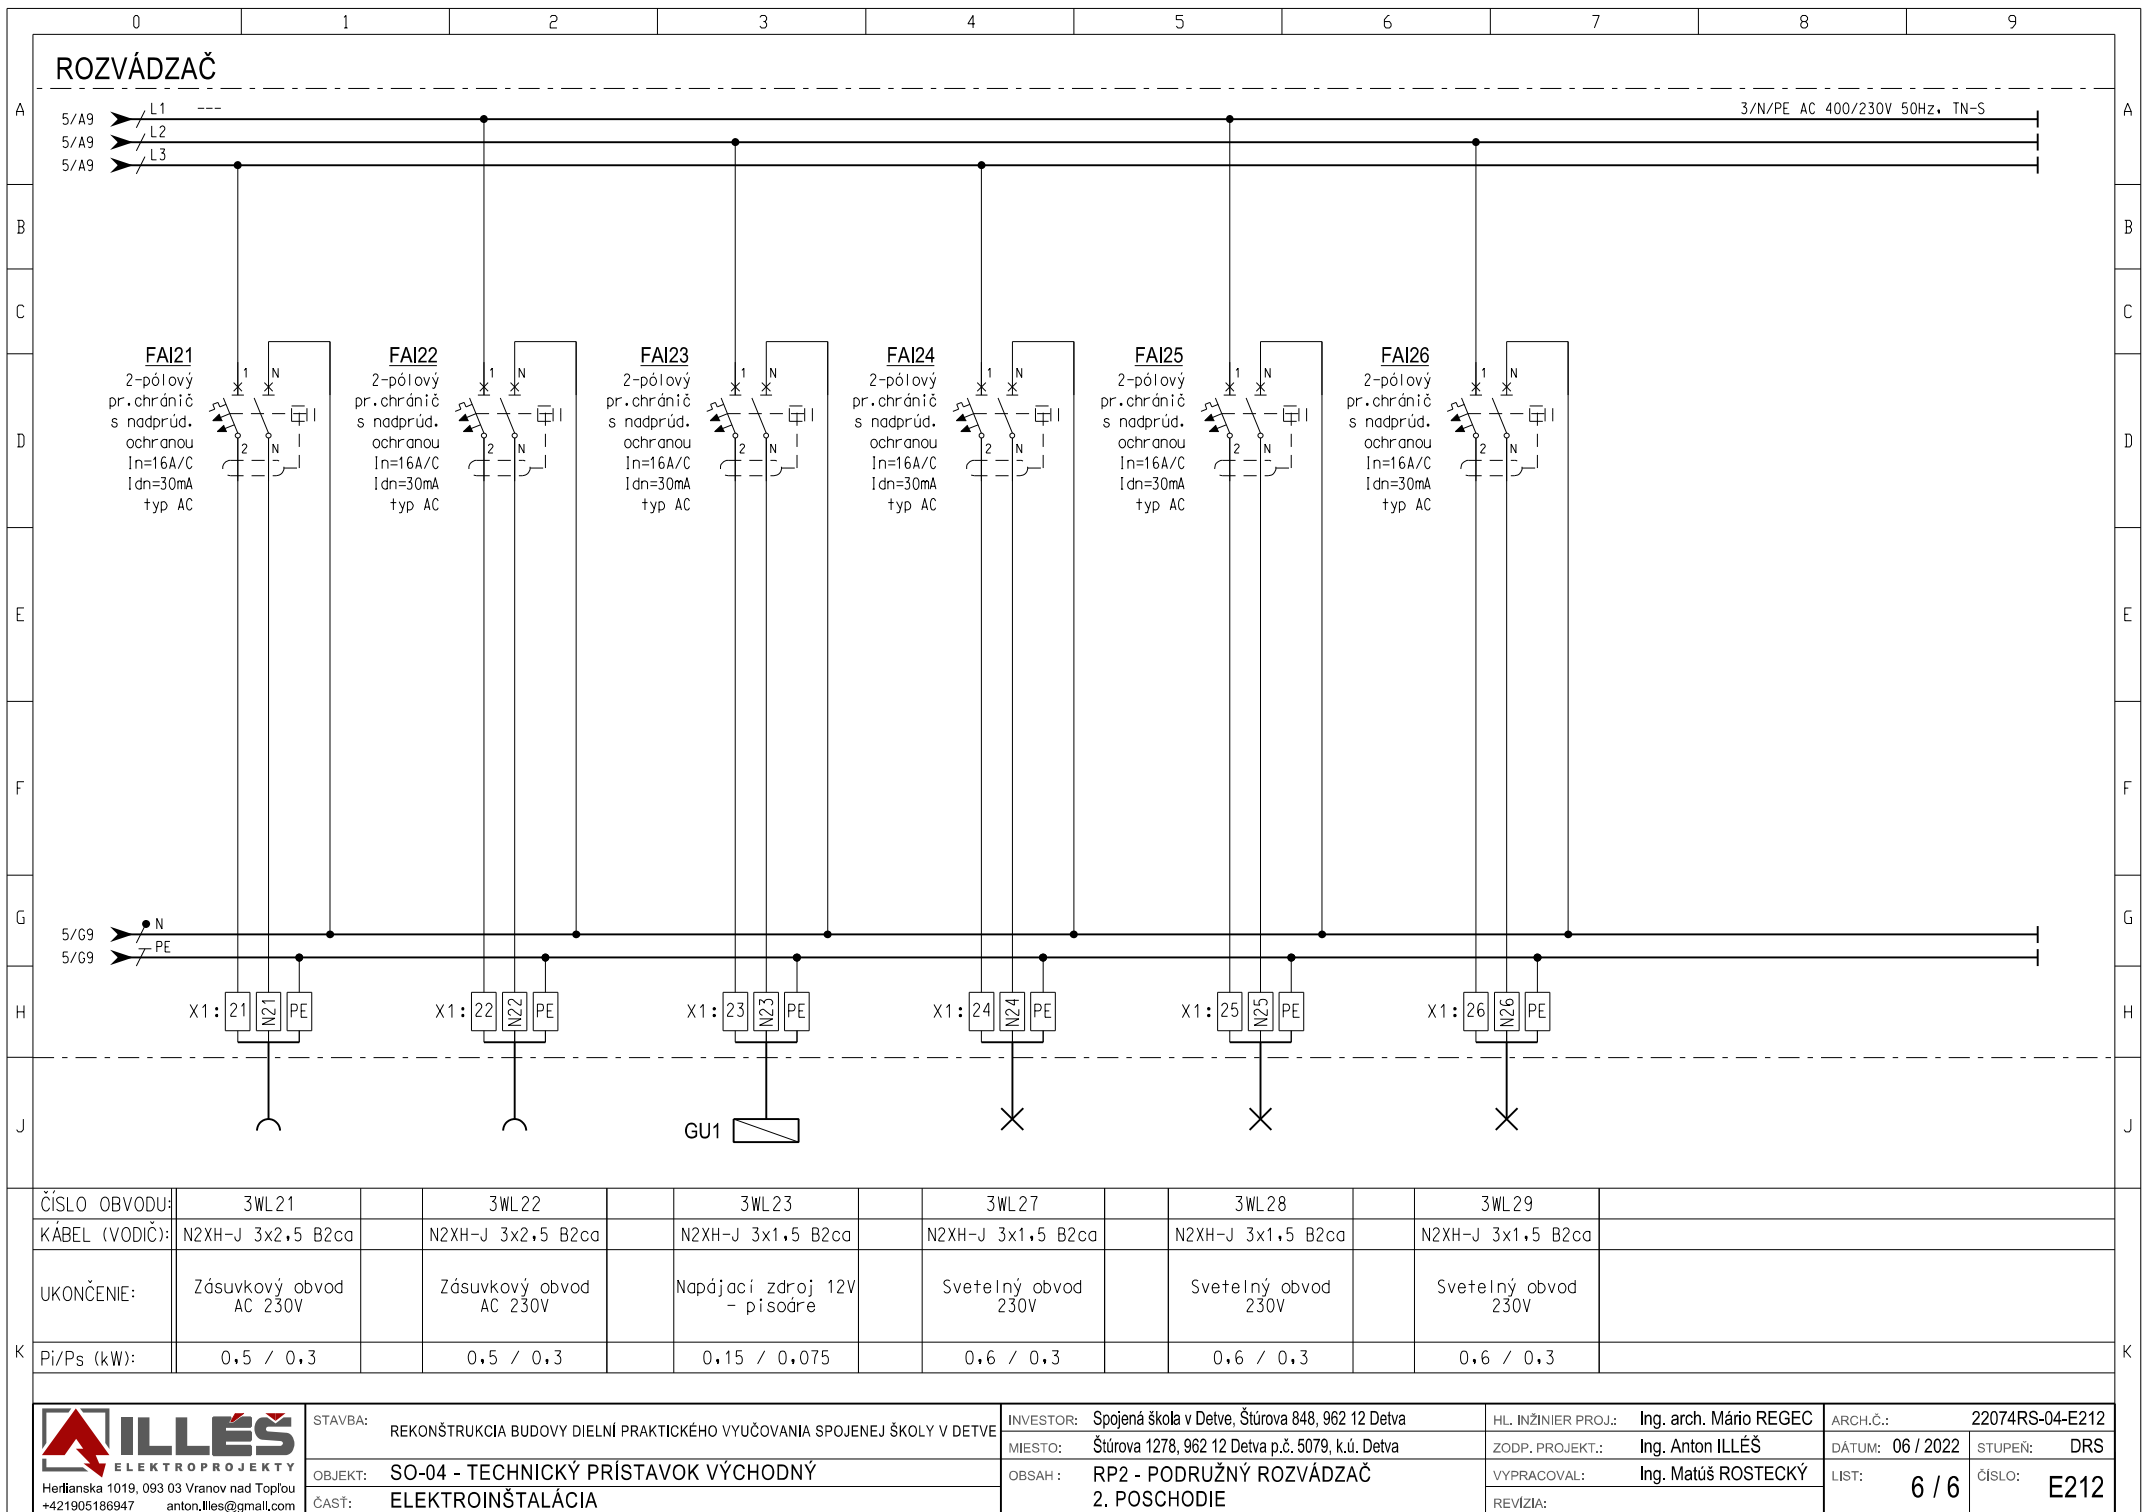 0 1 2 3 4 5 6 7 8 9
ROZVÁDZAČ
A A
5/A9 L1 --- 3/N/PE AC 400/230V 50Hz, TN-S
5/A9 L2
5/A9 L3
B B
C C
FAI21 FAI22 FAI23 FAI24 FAI25 FAI26
2-pólový 2-pólový 2-pólový 2-pólový 2-pólový 2-pólový
1 N 1 N 1 N 1 N 1 N 1 N
pr.chránič pr.chránič pr.chránič pr.chránič pr.chránič pr.chránič
s nadprúd. s nadprúd. s nadprúd. s nadprúd. s nadprúd. s nadprúd.
D D
ochranou ochranou ochranou ochranou ochranou ochranou
2 N 2 N 2 N 2 N 2 N 2 N
In=16A/C In=16A/C In=16A/C In=16A/C In=16A/C In=16A/C
Idn=30mA Idn=30mA Idn=30mA Idn=30mA Idn=30mA Idn=30mA
typ AC typ AC typ AC typ AC typ AC typ AC
E E
F F
G G
5/G9 N
5/G9 PE
H H
X1: 21 N21 PE X1: 22 N22 PE X1: 23 N23 PE X1: 24 N24 PE X1: 25 N25 PE X1: 26 N26 PE
J J
GU1
ČÍSLO OBVODU: 3WL21 3WL22 3WL23 3WL27 3WL28 3WL29
KÁBEL (VODIČ): N2XH-J 3x2,5 B2ca N2XH-J 3x2,5 B2ca N2XH-J 3x1,5 B2ca N2XH-J 3x1,5 B2ca N2XH-J 3x1,5 B2ca N2XH-J 3x1,5 B2ca
UKONČENIE: Zásuvkový obvod AC 230V Zásuvkový obvod AC 230V Napájací zdroj 12V - pisoáre Svetelný obvod 230V Svetelný obvod 230V Svetelný obvod 230V
K K
Pi/Ps (kW): 0,5 / 0,3 0,5 / 0,3 0,15 / 0,075 0,6 / 0,3 0,6 / 0,3 0,6 / 0,3
ILLÉŠ
ELEKTROPROJEKTY
Herlianska 1019, 093 03 Vranov nad Topľou
+421905186947 anton.illes@gmail.com
STAVBA: REKONŠTRUKCIA BUDOVY DIELNÍ PRAKTICKÉHO VYUČOVANIA SPOJENEJ ŠKOLY V DETVE
OBJEKT: SO-04 - TECHNICKÝ PRÍSTAVOK VÝCHODNÝ
ČASŤ: ELEKTROINŠTALÁCIA
INVESTOR: Spojená škola v Detve, Štúrova 848, 962 12 Detva
MIESTO: Štúrova 1278, 962 12 Detva p.č. 5079, k.ú. Detva
OBSAH : RP2 - PODRUŽNÝ ROZVÁDZAČ
2. POSCHODIE
HL. INŽINIER PROJ.: Ing. arch. Mário REGEC
ZODP. PROJEKT.: Ing. Anton ILLÉŠ
VYPRACOVAL: Ing. Matúš ROSTECKÝ
REVÍZIA:
ARCH.Č.: 22074RS-04-E212
DÁTUM: 06 / 2022 STUPEŇ: DRS
LIST: 6 / 6 ČÍSLO: E212